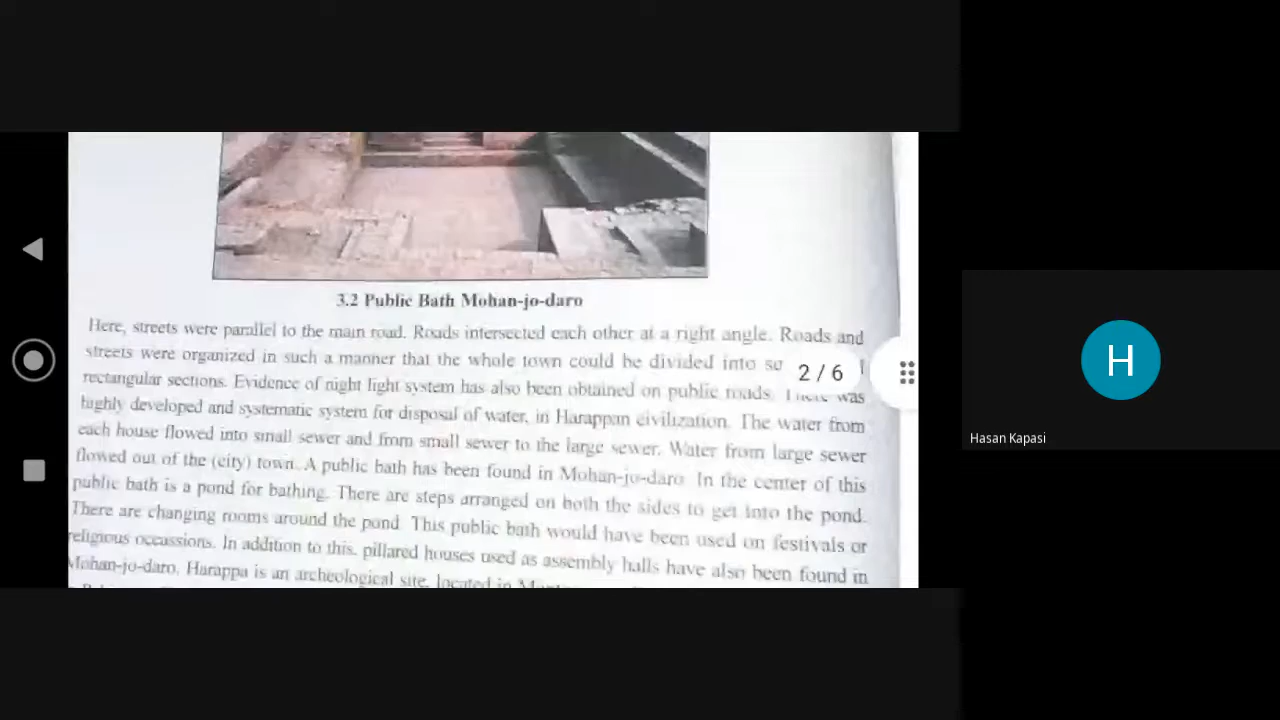 3.2 Public Bath Mohan-jo-daro
Here, streets were parallel to the main road. Roads intersected each other at a right angle. Roads and
streets were organized in such a manner that the whole town could be divided into
rectangular sections. Evidence of night light system has also been obtained on public roads. There was
highly developed and systematic system for disposal of water, in Harappan civilization. The water from
each house flowed into small sewer and from small sewer to the large sewer. Water from large sewer
flowed out of the (city) town. A public bath has been found in Mohan-jo-daro. In the center of this
public bath is a pond for bathing. There are steps arranged on both the sides to get into the pond.
There are changing rooms around the pond. This public bath would have been used on festivals or
religious occassions. In addition to this, pillared houses used as assembly halls have also been found in
Mohan-jo-daro. Harappa is an archeological site, located in
2 / 6
H
Hasan Kapasi